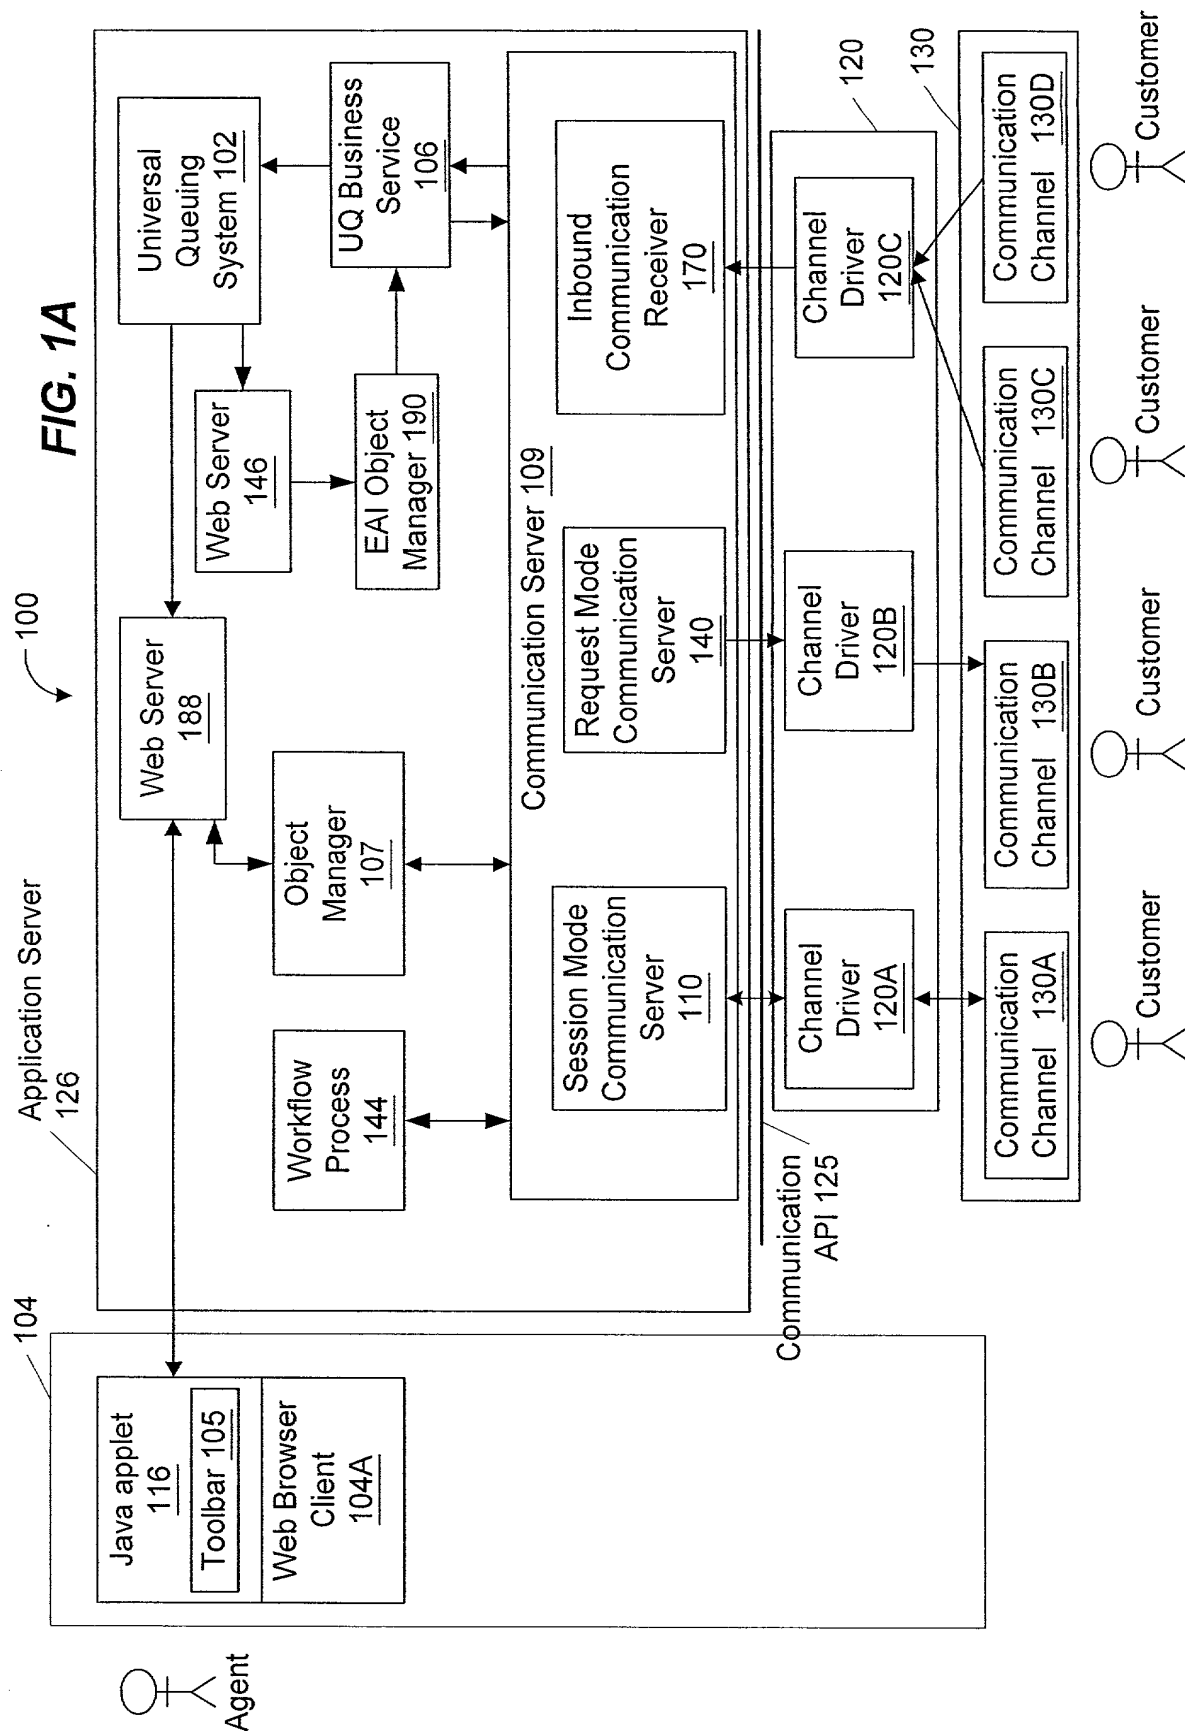 FIG. 1A
100
Application Server
126
104
Java applet
116
Toolbar 105
Web Browser
Client
104A
Agent
Web Server
188
Universal
Queuing
System 102
Web Server
146
EAI Object
Manager 190
UQ Business
Service
106
Object
Manager
107
Workflow
Process
144
Communication Server 109
Session Mode
Communication
Server
110
Request Mode
Communication
Server
140
Inbound
Communication
Receiver
170
Communication
API 125
120
Channel
Driver
120A
Channel
Driver
120B
Channel
Driver
120C
130
Communication
Channel 130A
Communication
Channel 130B
Communication
Channel 130C
Communication
Channel 130D
Customer
Customer
Customer
Customer